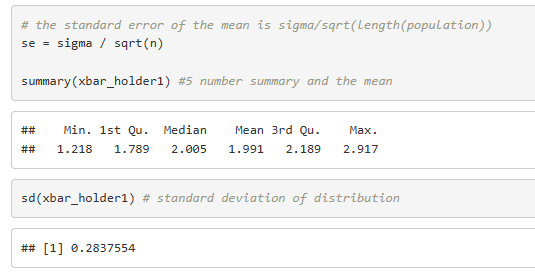 # the standard error of the mean is sigma/sqrt(length(population))
se = sigma / sqrt(n)
summary(xbar_holder1) #5 number summary and the mean
##    Min. 1st Qu.  Median    Mean 3rd Qu.    Max.
##   1.218   1.789   2.005   1.991   2.189   2.917
sd(xbar_holder1) # standard deviation of distribution
## [1] 0.2837554